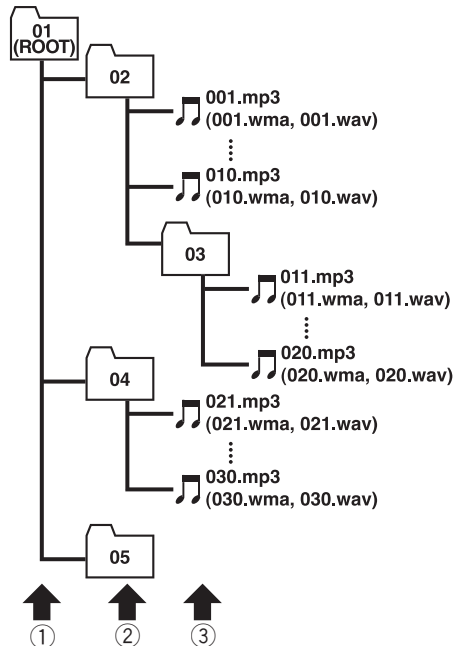 01
(ROOT)
02
001.mp3
(001.wma, 001.wav)
010.mp3
(010.wma, 010.wav)
03
011.mp3
(011.wma, 011.wav)
020.mp3
(020.wma, 020.wav)
04
021.mp3
(021.wma, 021.wav)
030.mp3
(030.wma, 030.wav)
05
① ② ③